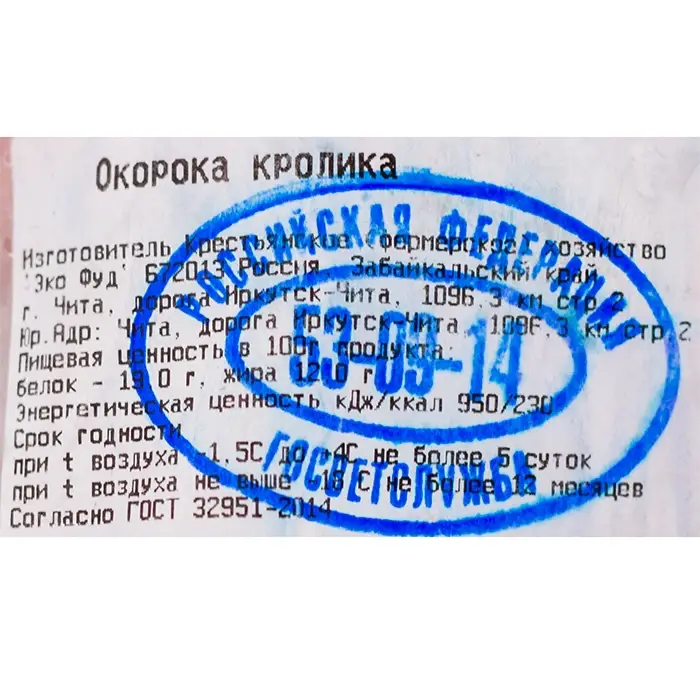 Окорока кролика
Изготовитель Крестьянское (фермерское) хозяйство
"Эко Фуд" 672013 Россия, Забайкальский край,
г. Чита, дорога Иркутск-Чита, 1096.3 км стр 2
Юр.Адр: Чита, дорога Иркутск-Чита, 1096.3 км стр 2
Пищевая ценность в 100г продукта:
белок - 19.0 г, жира 12.0 г
Энергетическая ценность кДж/ккал 950/230
Срок годности
при t воздуха -1,5С до +4С не более 5 суток
при t воздуха не выше -18 С не более 12 месяцев
Согласно ГОСТ 32951-2014
РОССИЙСКАЯ ФЕДЕРАЦИЯ
-14
ГОСВЕТСЛУЖБА